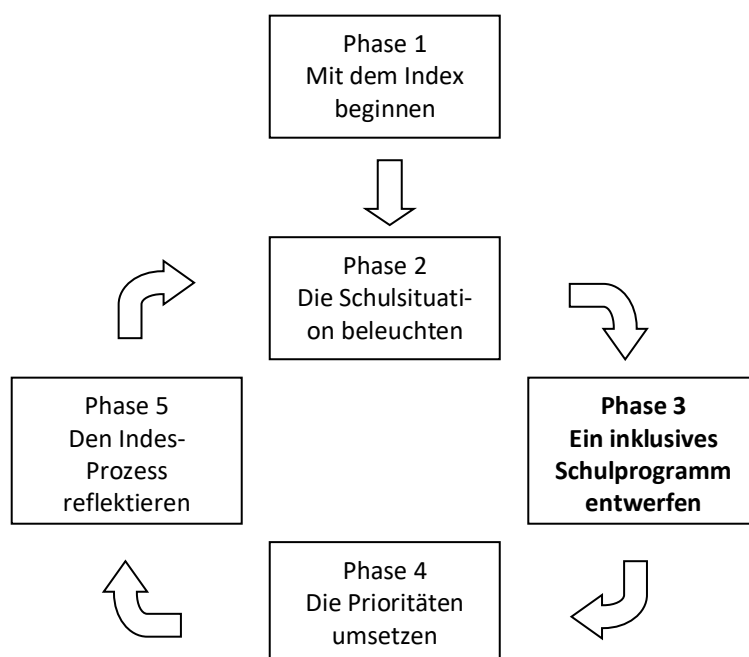 Phase 1
Mit dem Index
beginnen
Phase 2
Die Schulsituati-
on beleuchten
Phase 3
Ein inklusives
Schulprogramm
entwerfen
Phase 4
Die Prioritäten
umsetzen
Phase 5
Den Indes-
Prozess
reflektieren